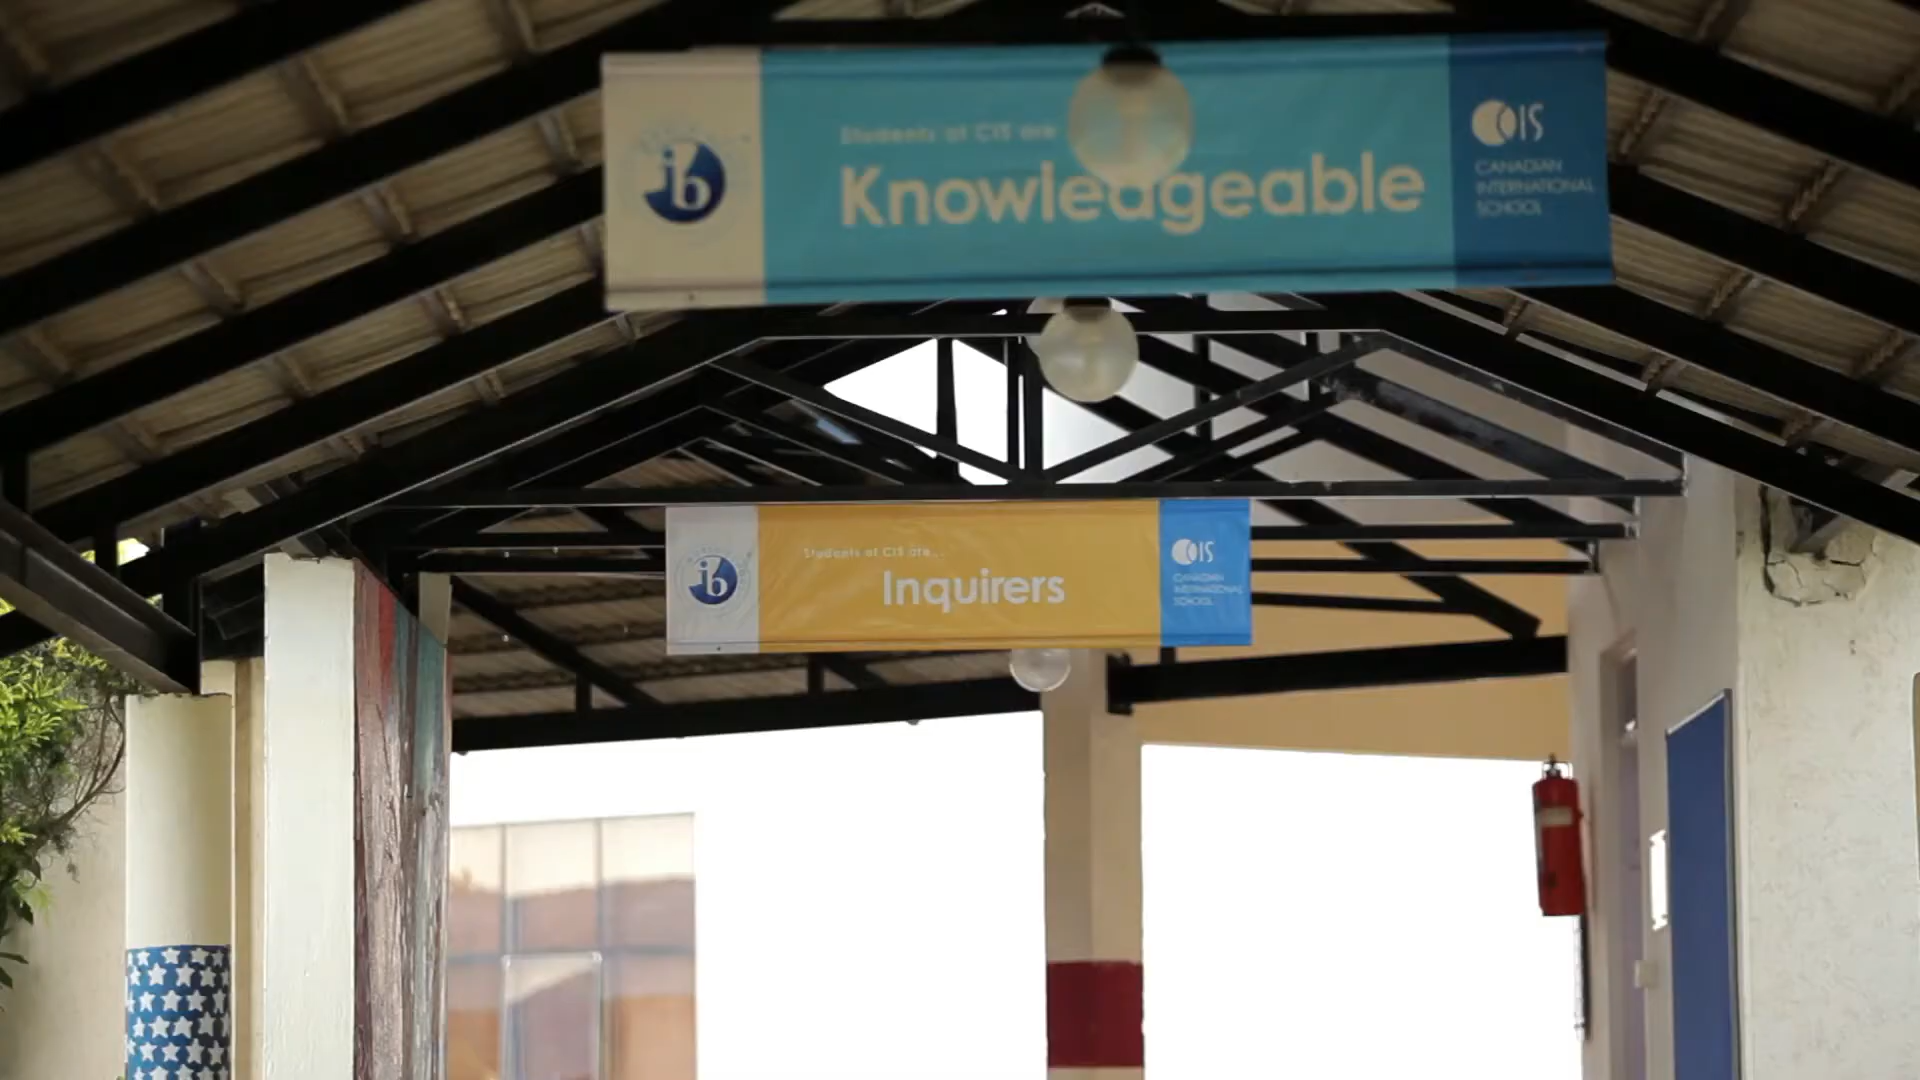 ib
Students at CIS are
Knowledgeable
CIS
CANADIAN
INTERNATIONAL
SCHOOL
ib
Students at CIS are...
Inquirers
CIS
CANADIAN
INTERNATIONAL
SCHOOL